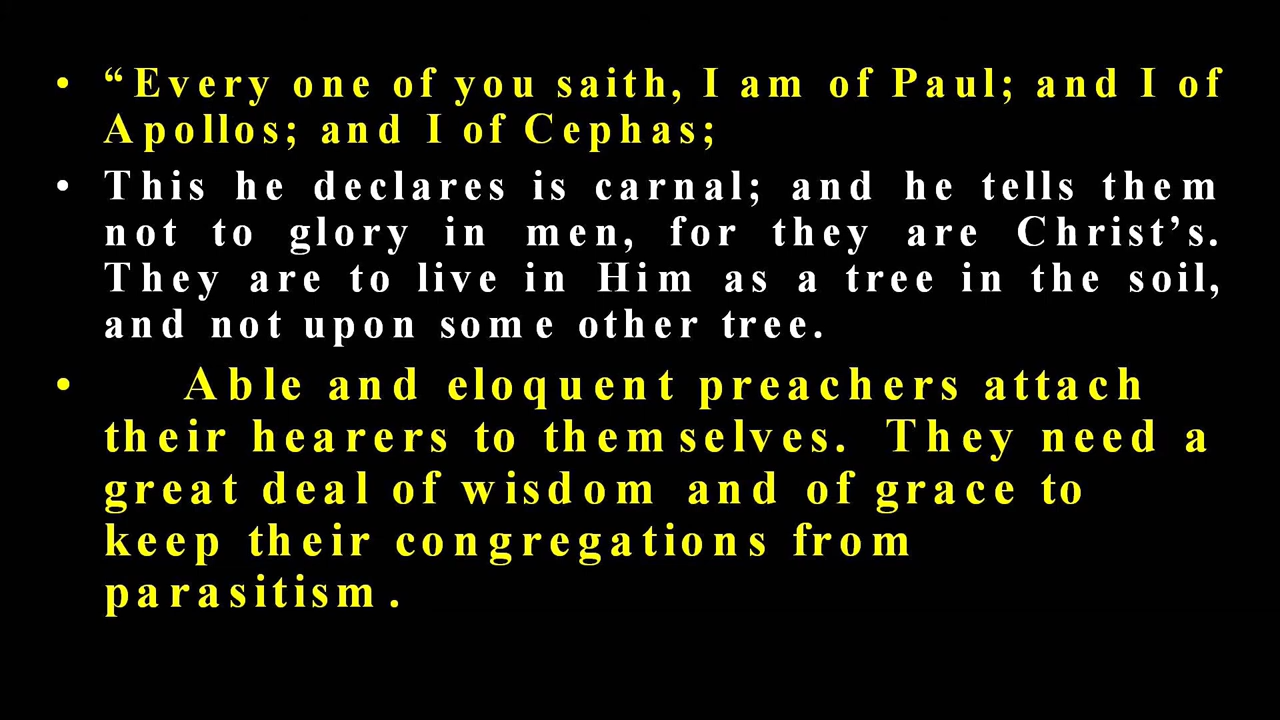 • “Every one of you saith, I am of Paul; and I of
Apollos; and I of Cephas;
• This he declares is carnal; and he tells them
not to glory in men, for they are Christ’s.
They are to live in Him as a tree in the soil,
and not upon some other tree.
• Able and eloquent preachers attach
their hearers to themselves. They need a
great deal of wisdom and of grace to
keep their congregations from
parasitism.